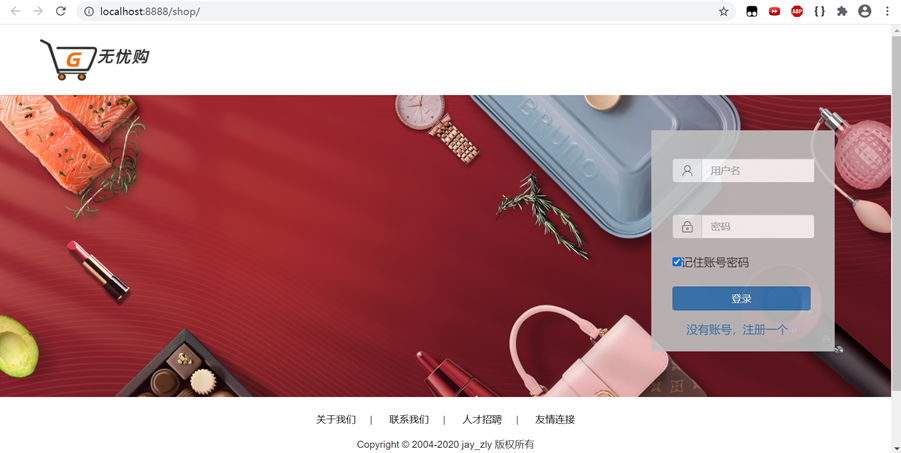 localhost:8888/shop/
ABP
G 无忧购
BRUNO
用户名
密码
记住账号密码
登录
没有账号，注册一个
关于我们 | 联系我们 | 人才招聘 | 友情连接
Copyright © 2004-2020 jay_zly 版权所有